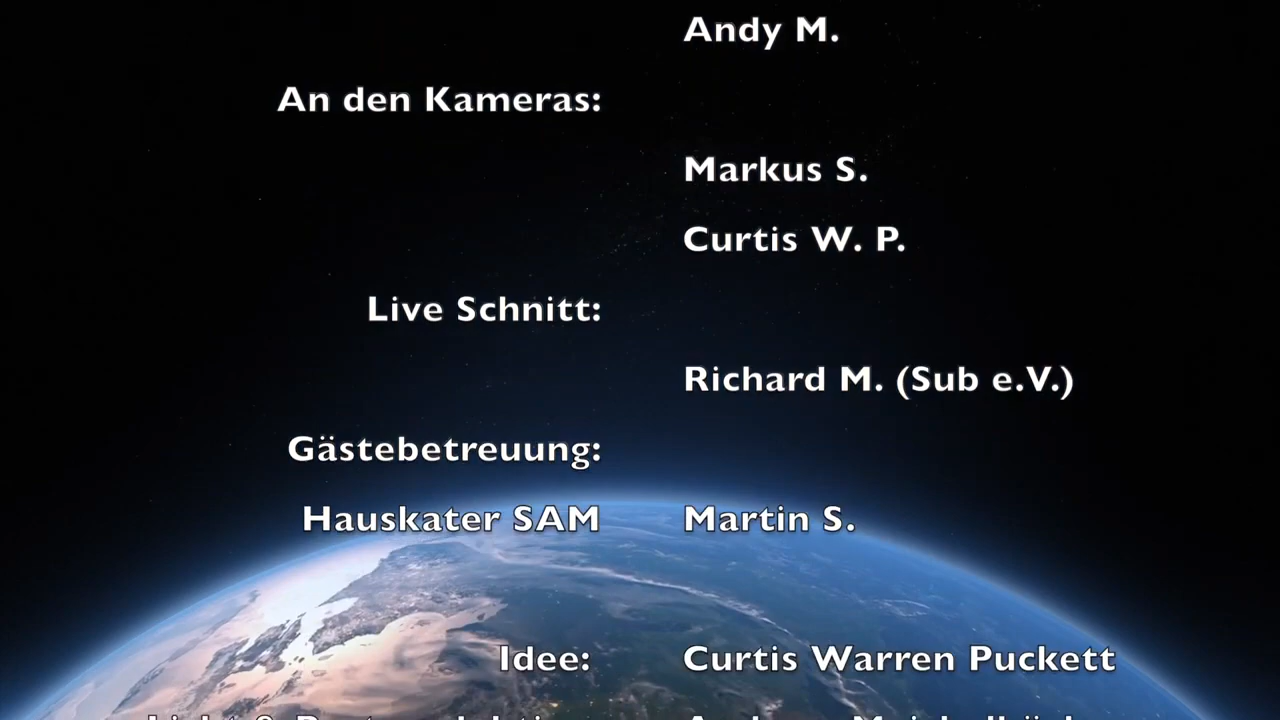 Andy M.
An den Kameras:
Markus S.
Curtis W. P.
Live Schnitt:
Richard M. (Sub e.V.)
Gästebetreuung:
Hauskater SAM Martin S.
Idee: Curtis Warren Puckett